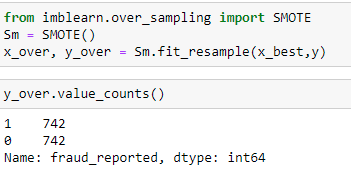 from imblearn.over_sampling import SMOTE
Sm = SMOTE()
x_over, y_over = Sm.fit_resample(x_best,y)
y_over.value_counts()
1    742
0    742
Name: fraud_reported, dtype: int64